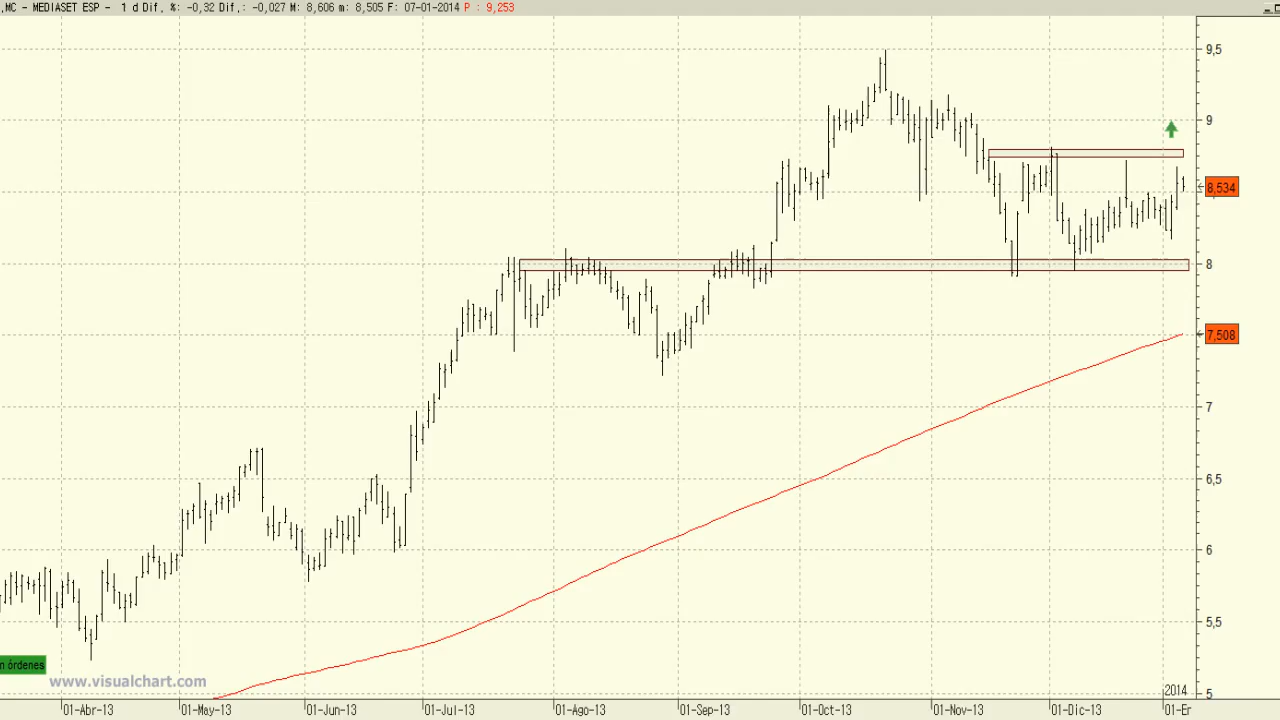 .MC - MEDIASET ESP - 1 d Dif. %: -0,32 Dif.: -0,027 M: 8,606 m: 8,505 F: 07-01-2014 P : 9,253
9,5
9
8,534
8
7,508
7
6,5
6
5,5
n órdenes
www.visualchart.com
2014
5
01-Abr-13 01-May-13 01-Jun-13 01-Jul-13 01-Ago-13 01-Sep-13 01-Oct-13 01-Nov-13 01-Dic-13 01-Er